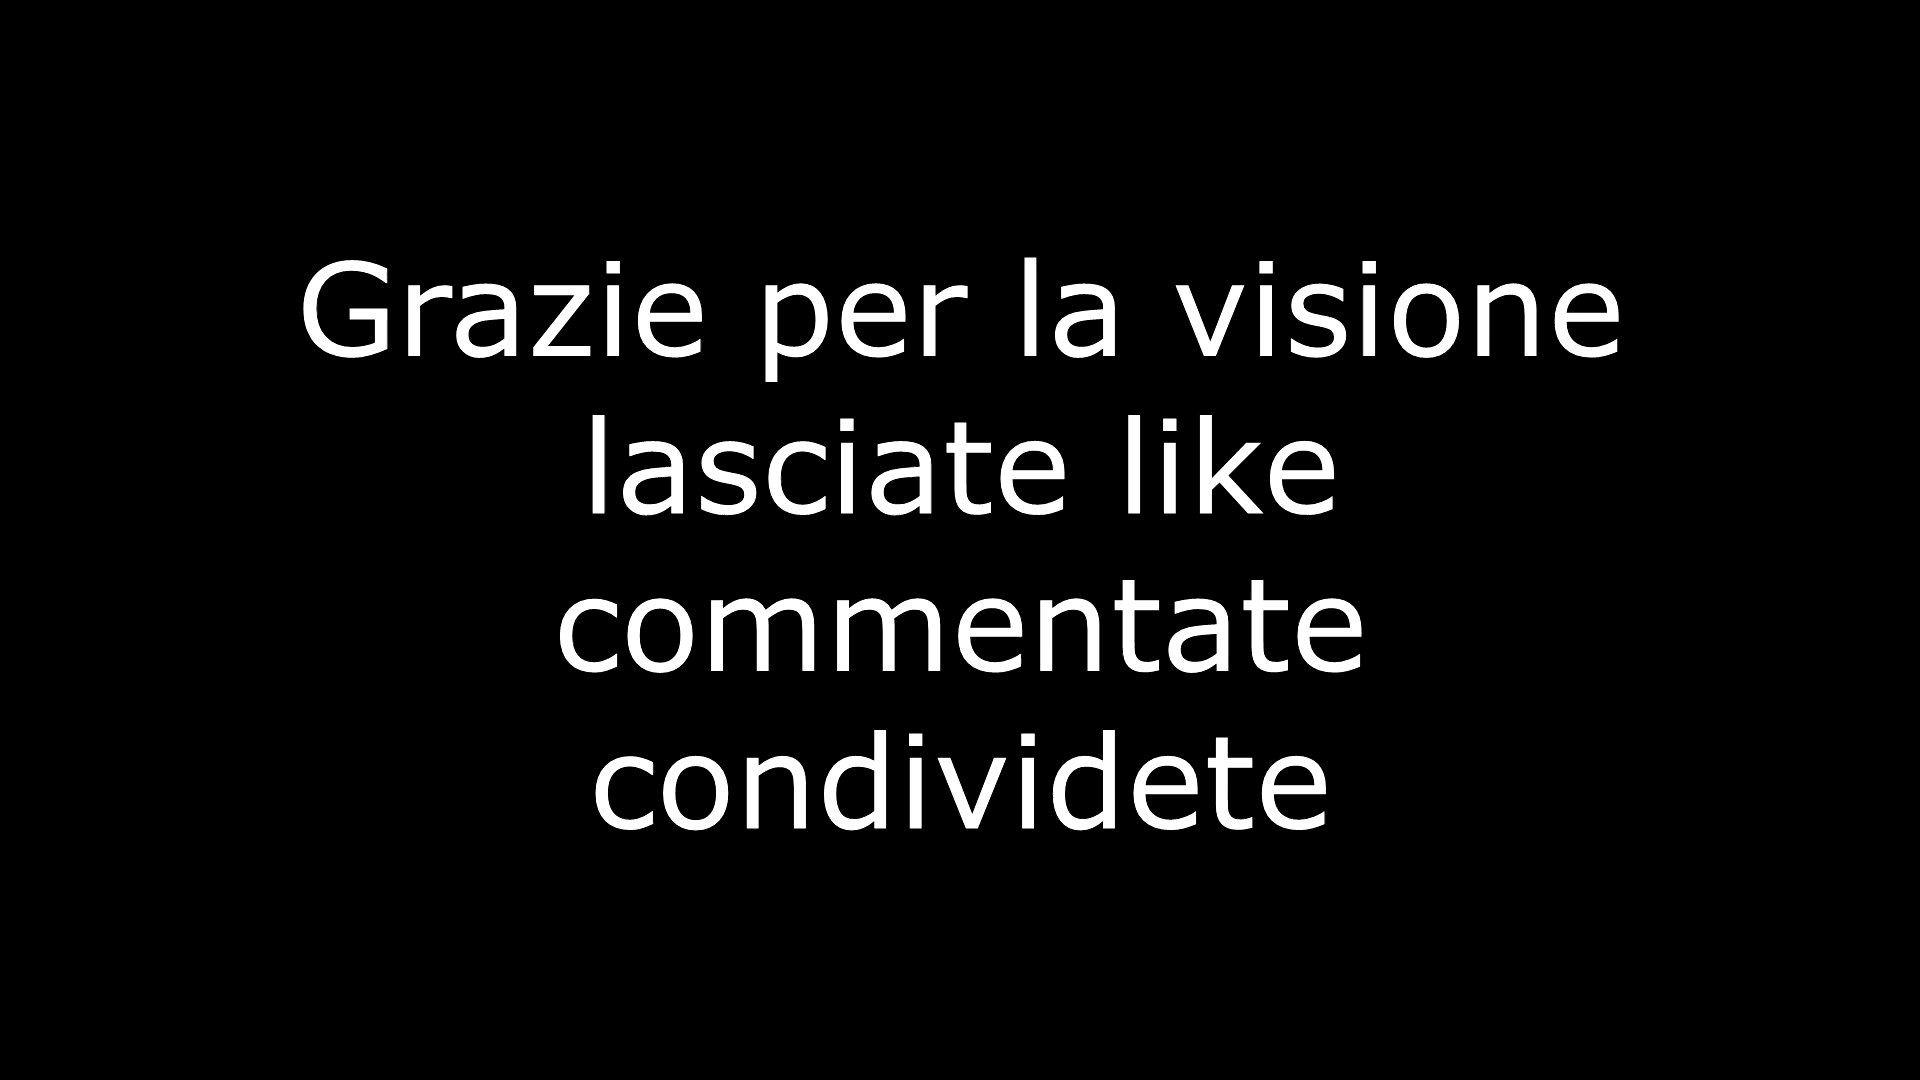 Grazie per la visione
lasciate like
commentate
condividete